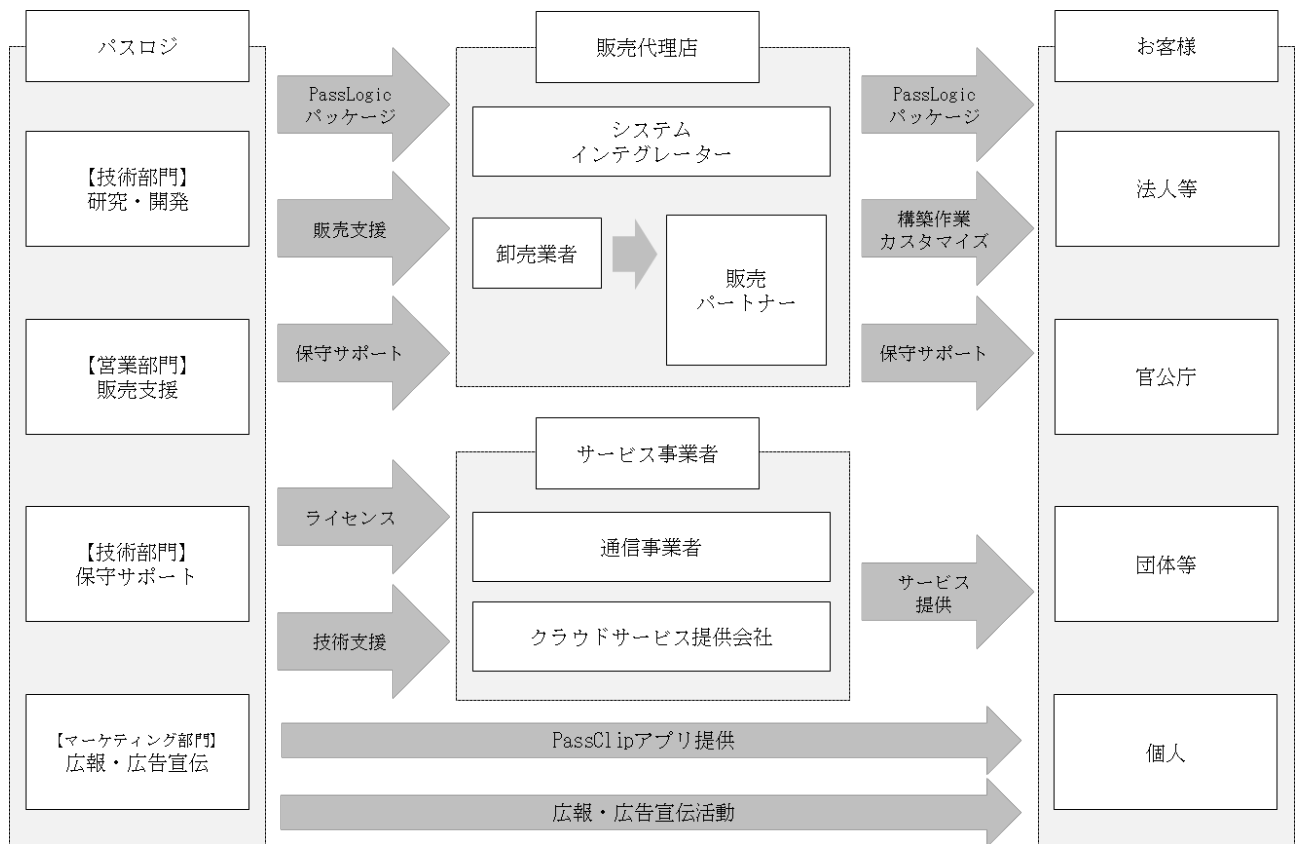 パスロジ
【技術部門】
研究・開発
【営業部門】
販売支援
【技術部門】
保守サポート
【マーケティング部門】
広報・広告宣伝
PassLogic
パッケージ
販売支援
保守サポート
ライセンス
技術支援
販売代理店
システム
インテグレーター
卸売業者
販売
パートナー
サービス事業者
通信事業者
クラウドサービス提供会社
PassLogic
パッケージ
構築作業
カスタマイズ
保守サポート
サービス
提供
PassClipアプリ提供
広報・広告宣伝活動
お客様
法人等
官公庁
団体等
個人